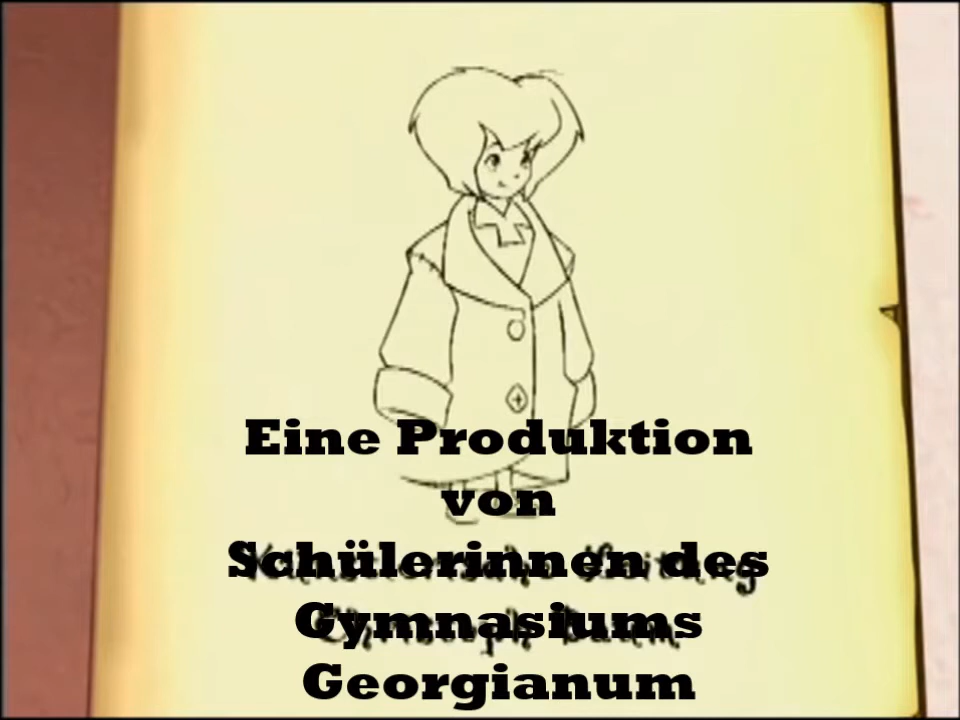 Eine Produktion
von
Schülerinnen des
Gymnasiums
Georgianum